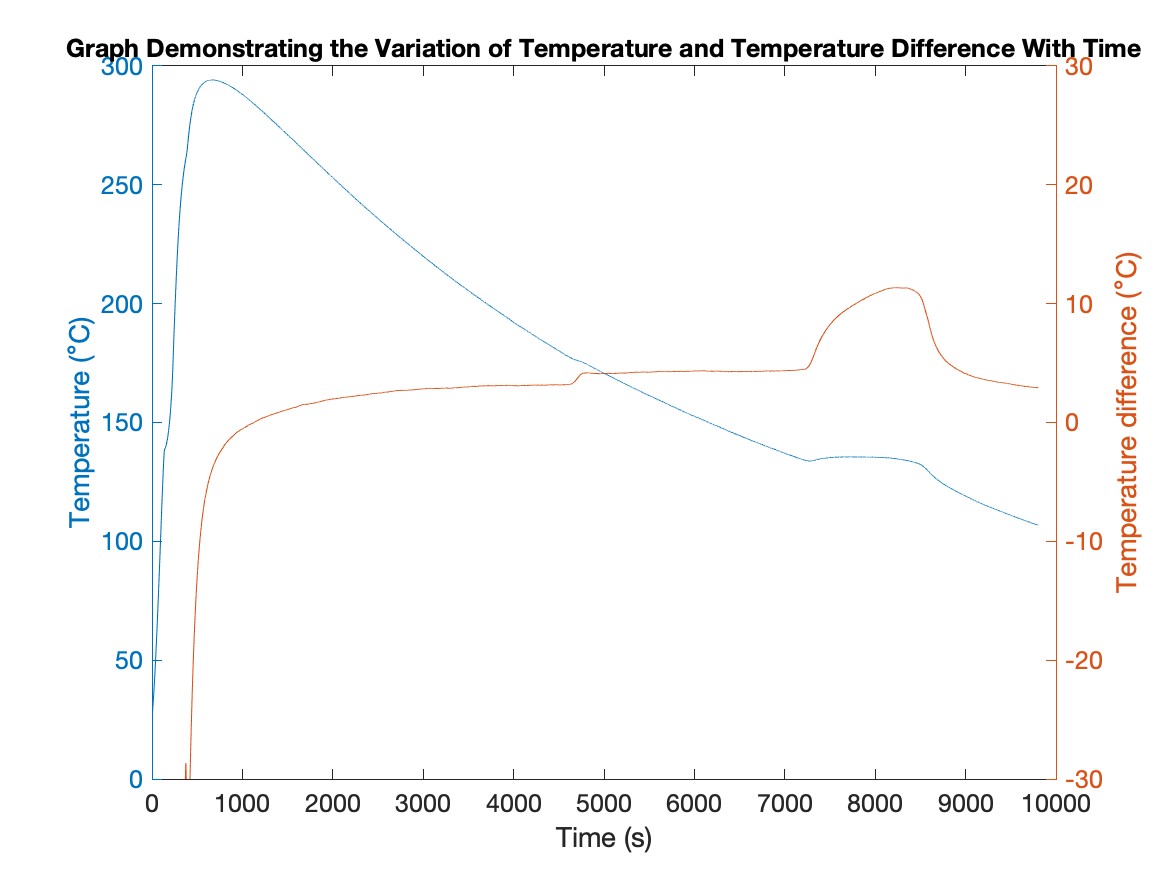 Graph Demonstrating the Variation of Temperature and Temperature Difference With Time
300
250
200
150
100
50
0
Temperature (°C)
30
20
10
0
-10
-20
-30
Temperature difference (°C)
0 1000 2000 3000 4000 5000 6000 7000 8000 9000 10000
Time (s)